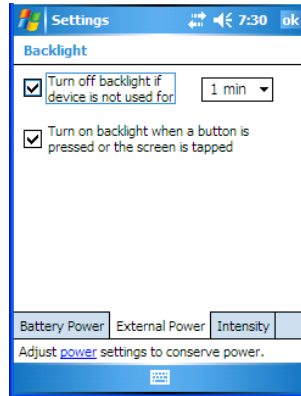 Settings 7:30 ok
Backlight
Turn off backlight if
device is not used for 1 min
Turn on backlight when a button is
pressed or the screen is tapped
Battery Power External Power Intensity
Adjust power settings to conserve power.